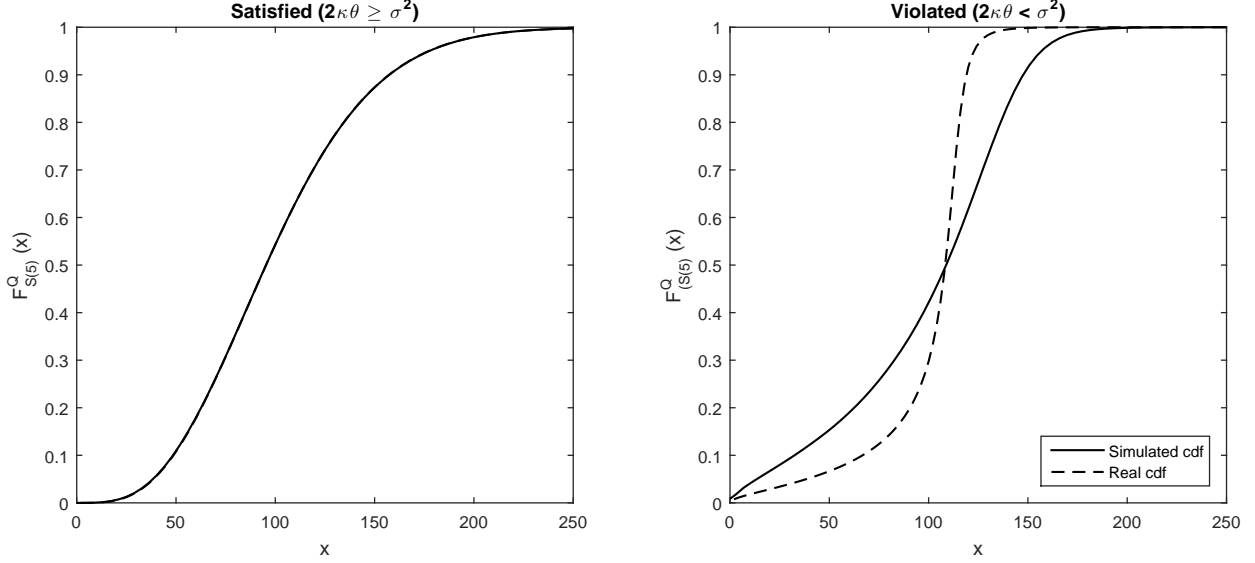 Satisfied (2κθ ≥ σ²)
1
0.9
0.8
0.7
0.6
0.5
0.4
0.3
0.2
0.1
0
F^Q_S(5) (x)
0 50 100 150 200 250
x
Violated (2κθ < σ²)
1
0.9
0.8
0.7
0.6
0.5
0.4
0.3
0.2
0.1
0
F^Q_(S(5) (x)
0 50 100 150 200 250
x
Simulated cdf
Real cdf